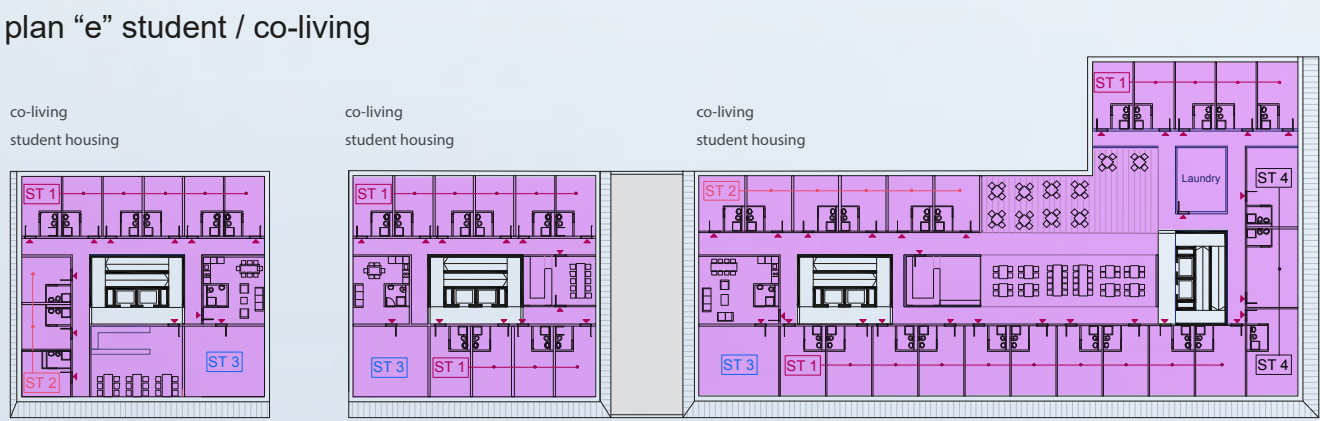 plan “e” student / co-living
co-living
student housing
co-living
student housing
co-living
student housing
ST 1
ST 2
ST 3
ST 1
ST 3
ST 1
ST 1
ST 2
Laundry
ST 4
ST 3
ST 1
ST 4